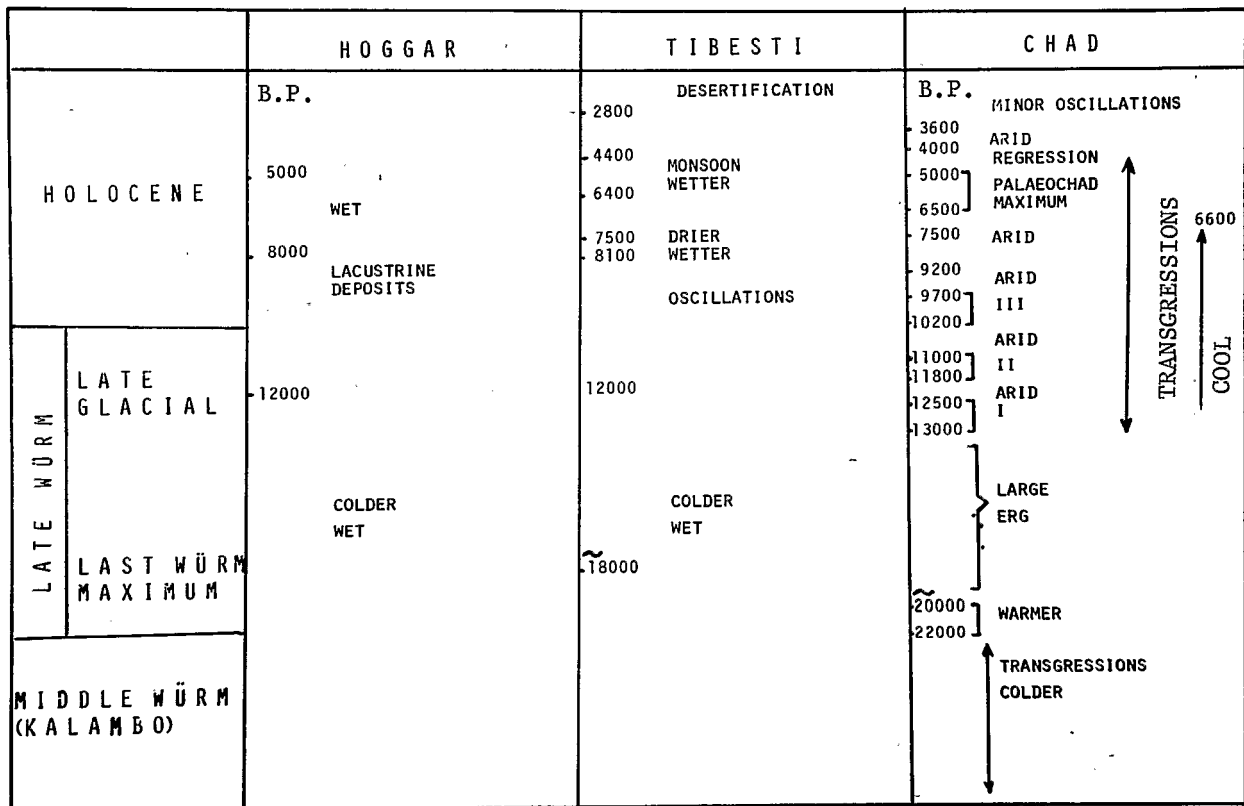 HOGGAR
TIBESTI
CHAD
HOLOCENE
LATE WÜRM
LATE
GLACIAL
LAST WÜRM
MAXIMUM
MIDDLE WÜRM
(KALAMBO)
B.P.
5000
WET
8000
LACUSTRINE
DEPOSITS
12000
COLDER
WET
DESERTIFICATION
2800
4400
MONSOON
WETTER
6400
7500 DRIER
8100 WETTER
OSCILLATIONS
12000
COLDER
WET
~
18000
B.P.
MINOR OSCILLATIONS
3600
ARID
4000
REGRESSION
5000
PALAEOCHAD
MAXIMUM
6500
7500 ARID
9200
ARID
9700
III
10200
ARID
11000
II
11800
ARID
12500
I
13000
LARGE
ERG
~
20000
WARMER
22000
TRANSGRESSIONS
COLDER
TRANSGRESSIONS
6600
COOL